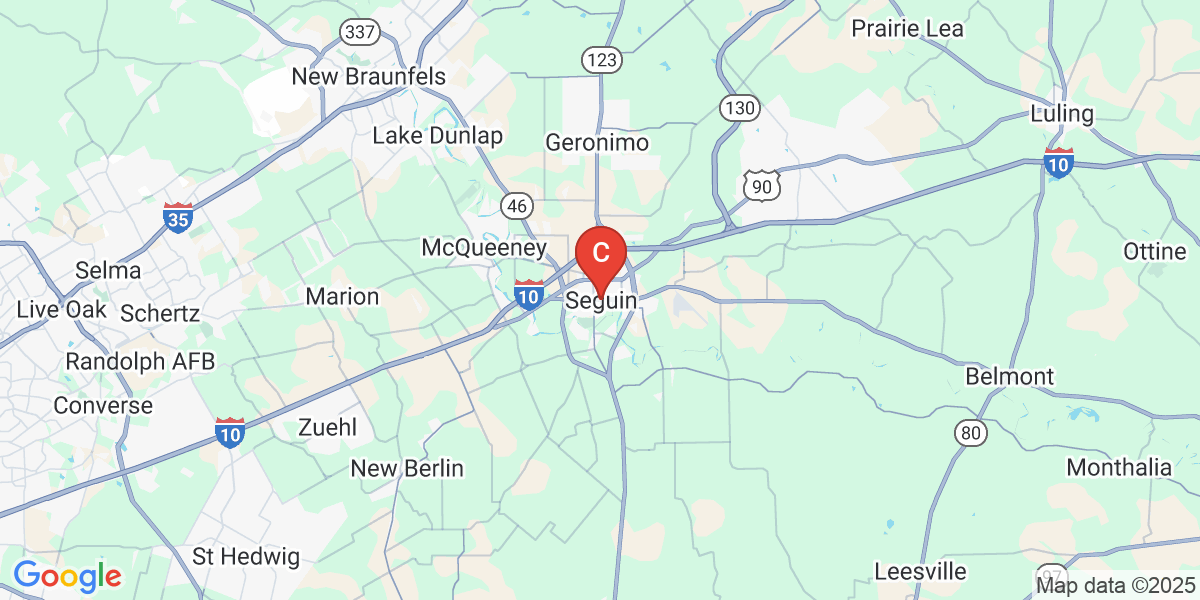 Prairie Lea
337
123
New Braunfels
130
Luling
Lake Dunlap
Geronimo
10
90
46
35
McQueeney
C
Ottine
Selma
Marion
10
Seguin
Live Oak
Schertz
Randolph AFB
Belmont
Converse
Zuehl
10
80
New Berlin
Monthalia
St Hedwig
Leesville
97
Google
Map data ©2025